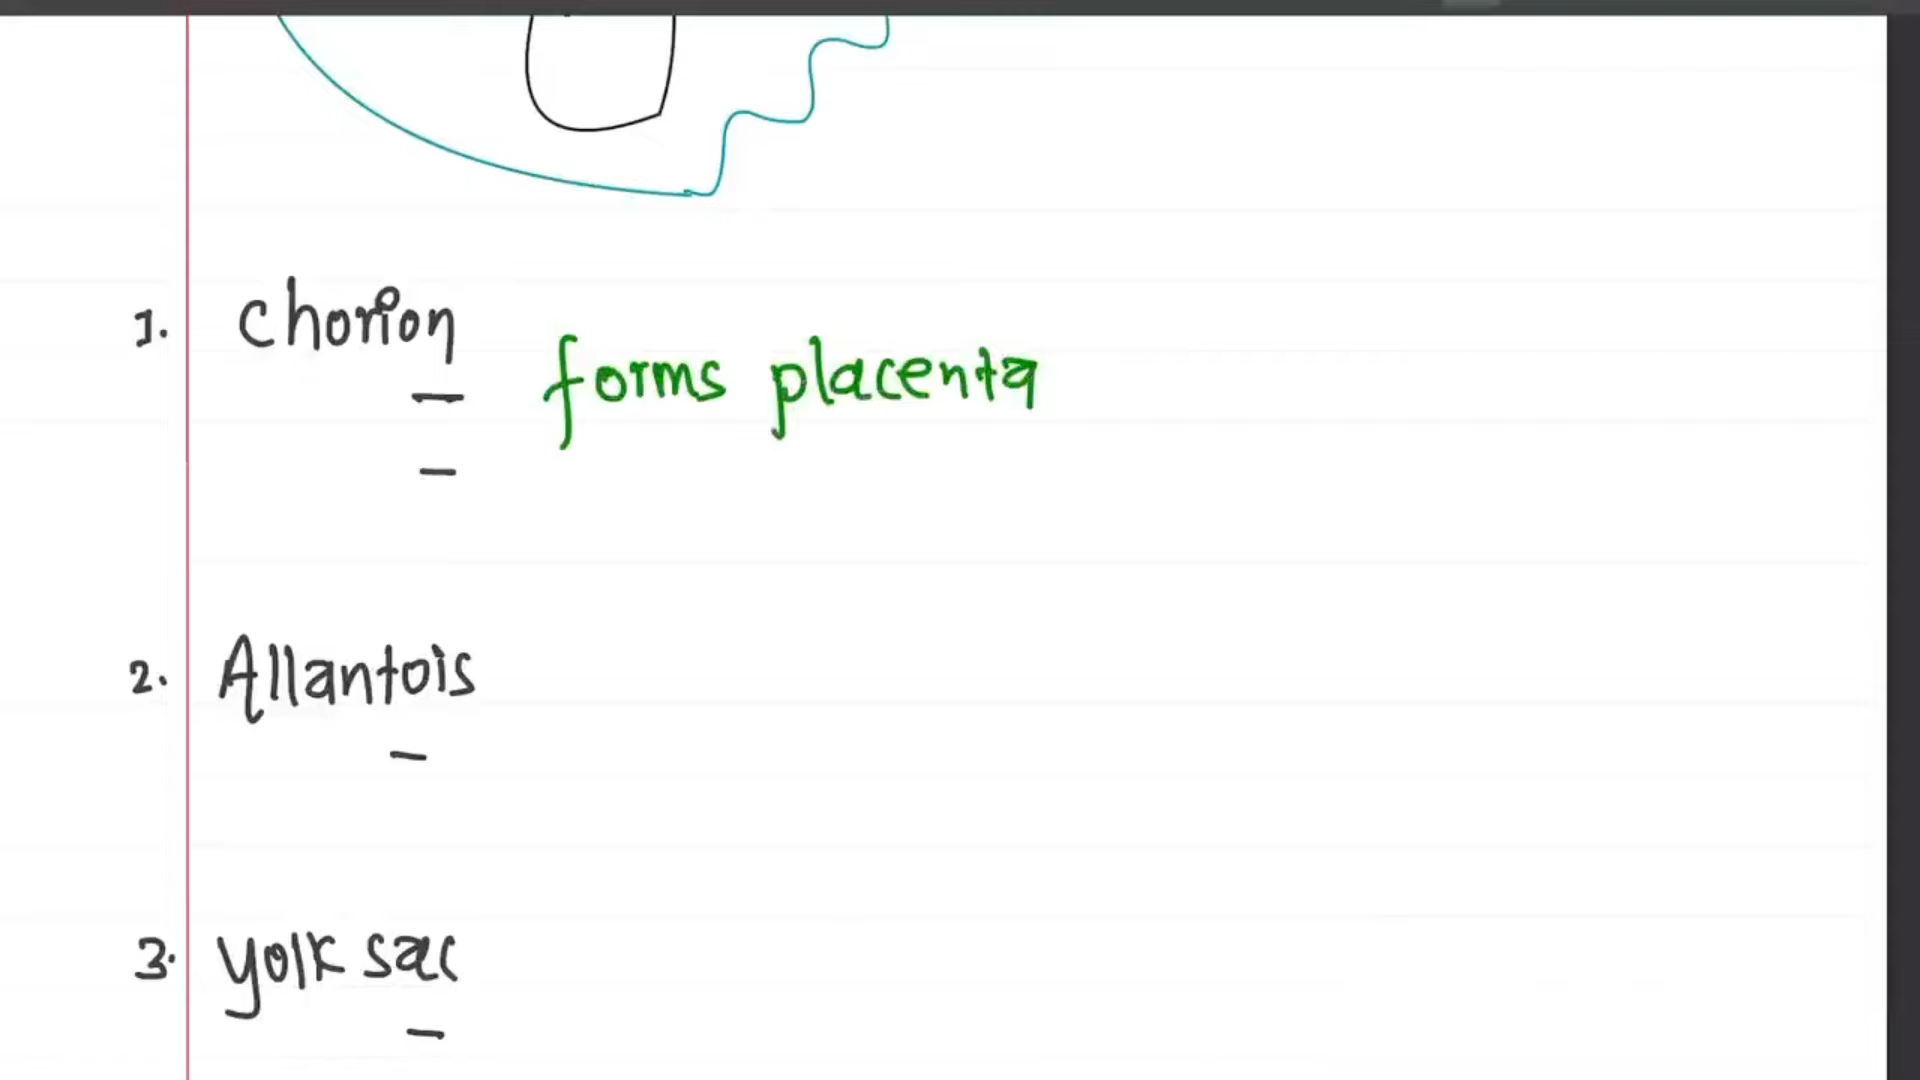 1. Chorion
– forms placenta
–
2. Allantois
–
3. Yolk sac
–